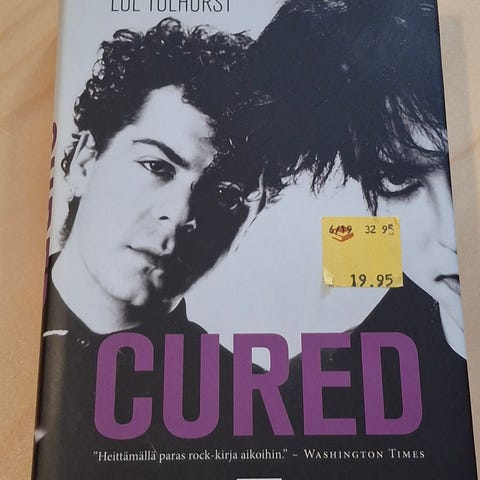 LOL TOLHURST
6/19 32 95
19.95
CURED
"Heittämällä paras rock-kirja aikoihin." – WASHINGTON TIMES